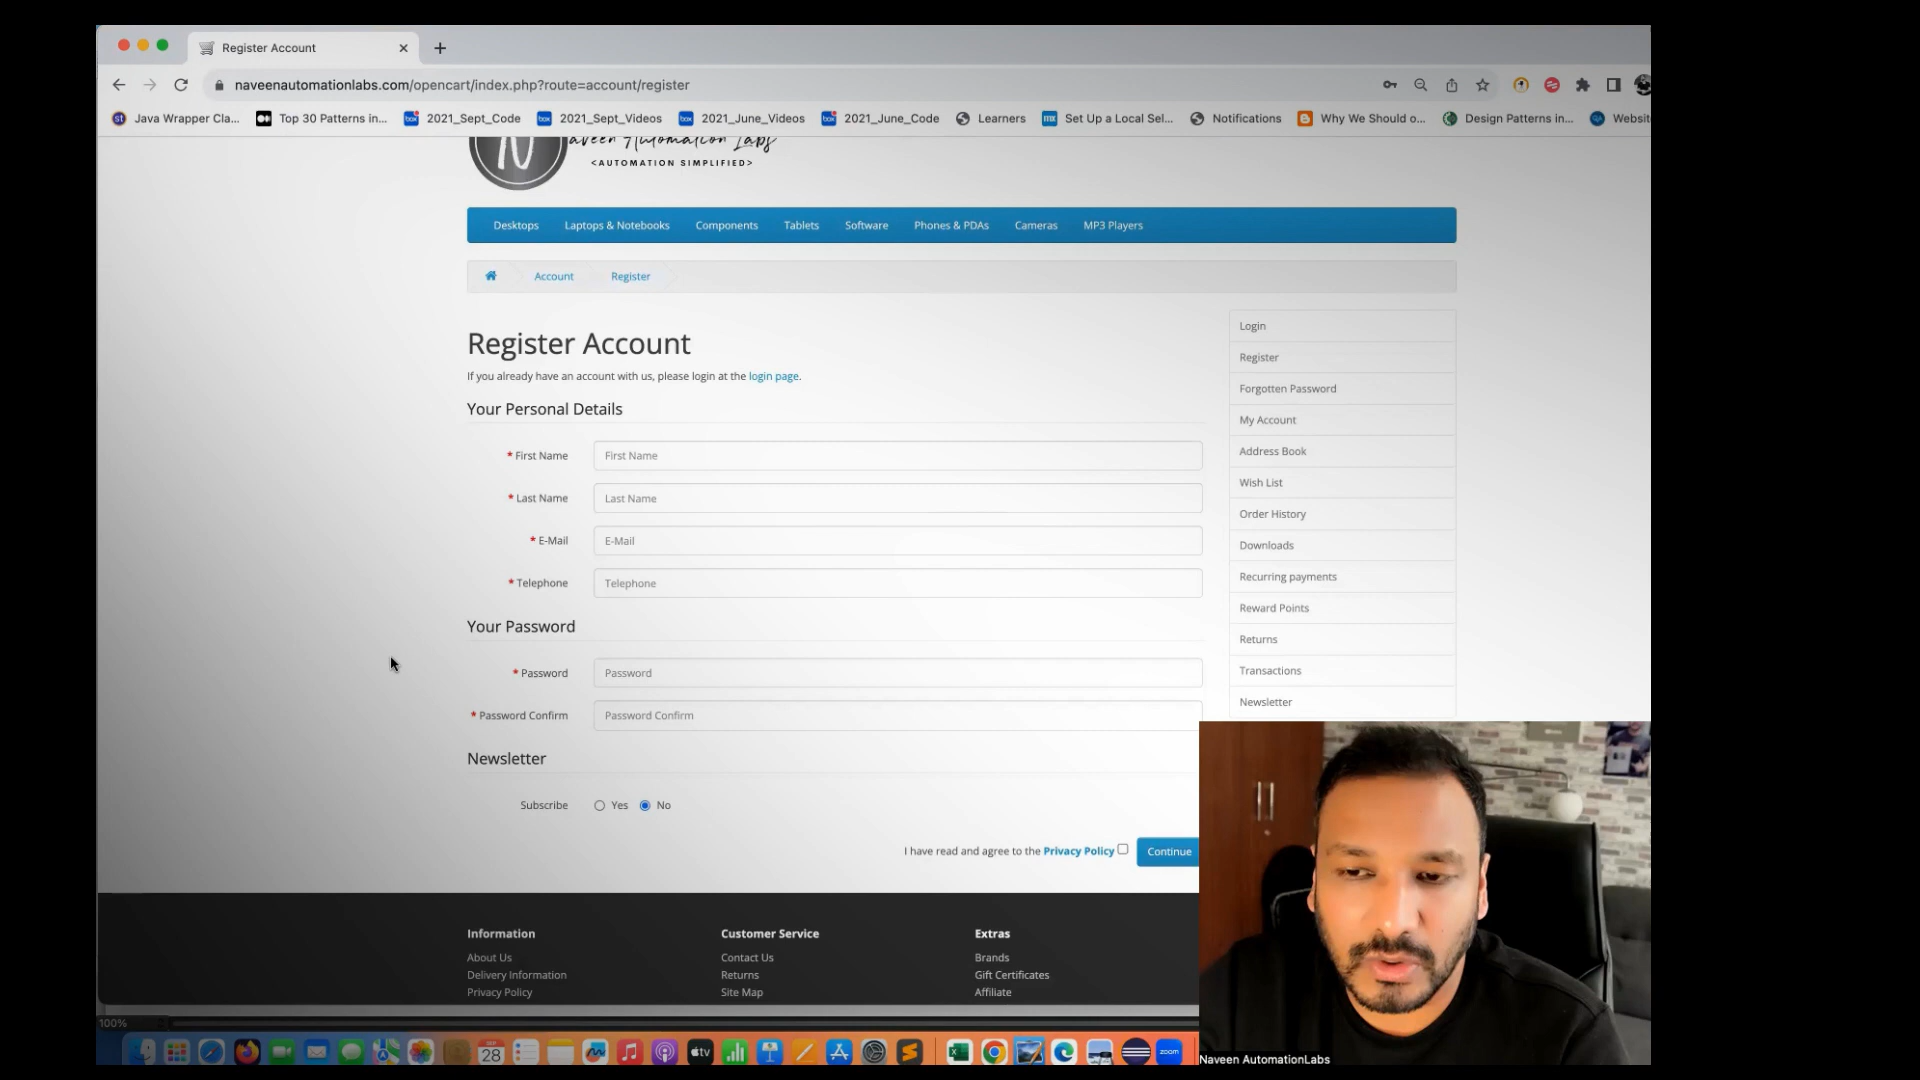 Register Account
naveenautomationlabs.com/opencart/index.php?route=account/register
Java Wrapper Cla...
Top 30 Patterns in...
2021_Sept_Code
2021_Sept_Videos
2021_June_Videos
2021_June_Code
Learners
Set Up a Local Sel...
Notifications
Why We Should o...
Design Patterns in...
Websit
Naveen Automation Labs
<AUTOMATION SIMPLIFIED>
Desktops
Laptops & Notebooks
Components
Tablets
Software
Phones & PDAs
Cameras
MP3 Players
Account
Register
Register Account
If you already have an account with us, please login at the login page.
Your Personal Details
* First Name
First Name
* Last Name
Last Name
* E-Mail
E-Mail
* Telephone
Telephone
Your Password
* Password
Password
* Password Confirm
Password Confirm
Newsletter
Subscribe
Yes
No
I have read and agree to the Privacy Policy
Continue
Login
Register
Forgotten Password
My Account
Address Book
Wish List
Order History
Downloads
Recurring payments
Reward Points
Returns
Transactions
Newsletter
Information
About Us
Delivery Information
Privacy Policy
Customer Service
Contact Us
Returns
Site Map
Extras
Brands
Gift Certificates
Affiliate
100%
28
tv
zoom
Naveen AutomationLabs